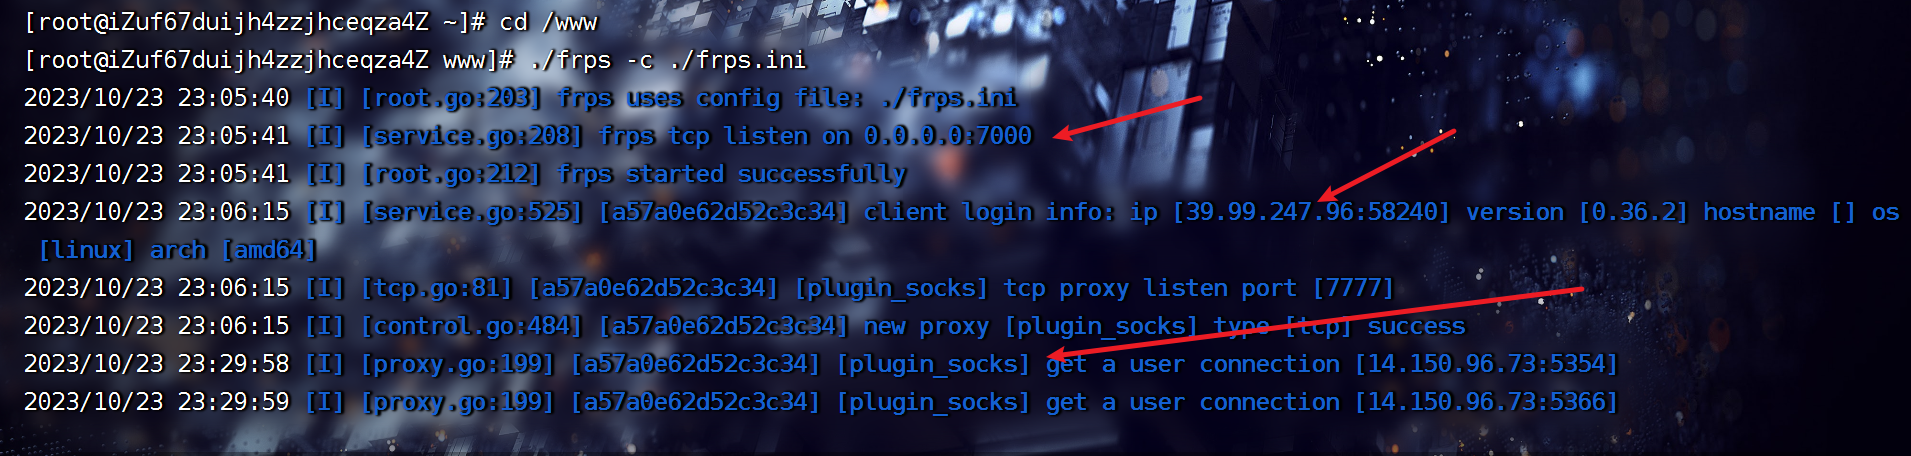 [root@iZuf67duijh4zzjhceqza4Z ~]# cd /www
[root@iZuf67duijh4zzjhceqza4Z www]# ./frps -c ./frps.ini
2023/10/23 23:05:40 [I] [root.go:203] frps uses config file: ./frps.ini
2023/10/23 23:05:41 [I] [service.go:208] frps tcp listen on 0.0.0.0:7000
2023/10/23 23:05:41 [I] [root.go:212] frps started successfully
2023/10/23 23:06:15 [I] [service.go:525] [a57a0e62d52c3c34] client login info: ip [39.99.247.96:58240] version [0.36.2] hostname [] os
[linux] arch [amd64]
2023/10/23 23:06:15 [I] [tcp.go:81] [a57a0e62d52c3c34] [plugin_socks] tcp proxy listen port [7777]
2023/10/23 23:06:15 [I] [control.go:484] [a57a0e62d52c3c34] new proxy [plugin_socks] type [tcp] success
2023/10/23 23:29:58 [I] [proxy.go:199] [a57a0e62d52c3c34] [plugin_socks] get a user connection [14.150.96.73:5354]
2023/10/23 23:29:59 [I] [proxy.go:199] [a57a0e62d52c3c34] [plugin_socks] get a user connection [14.150.96.73:5366]